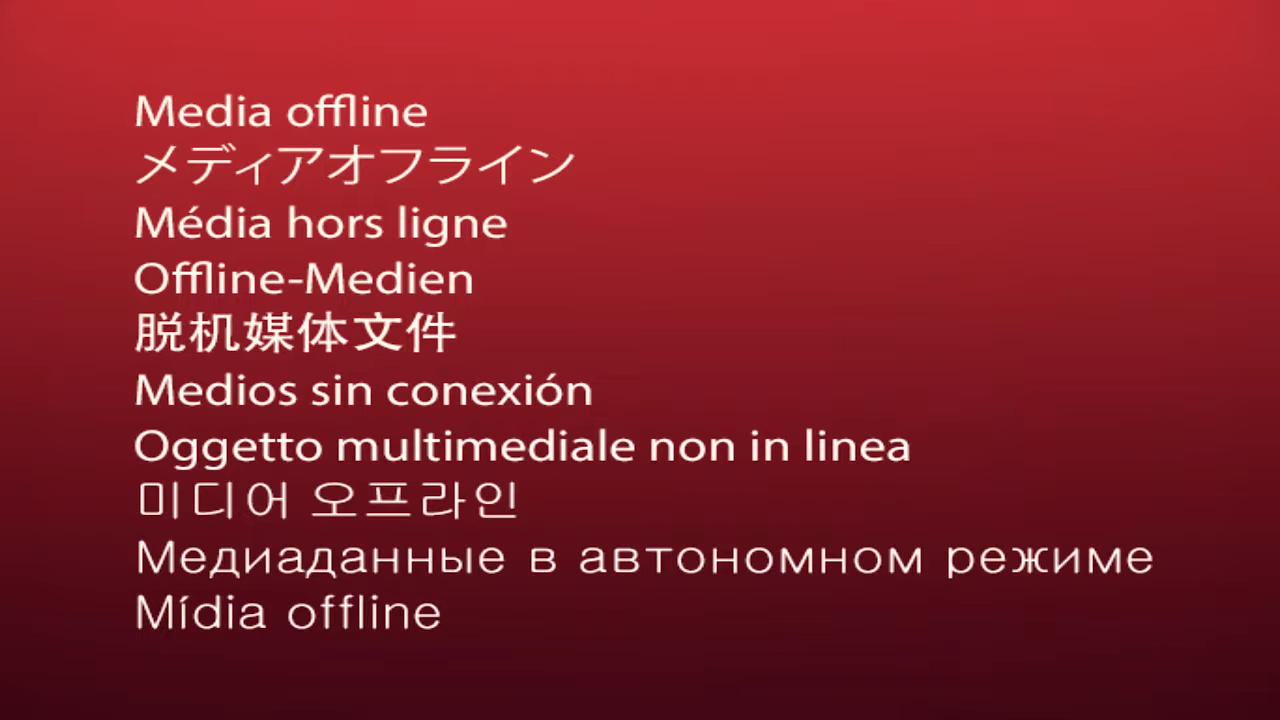 Media offline
メディアオフライン
Média hors ligne
Offline-Medien
脱机媒体文件
Medios sin conexión
Oggetto multimediale non in linea
미디어 오프라인
Медиаданные в автономном режиме
Mídia offline